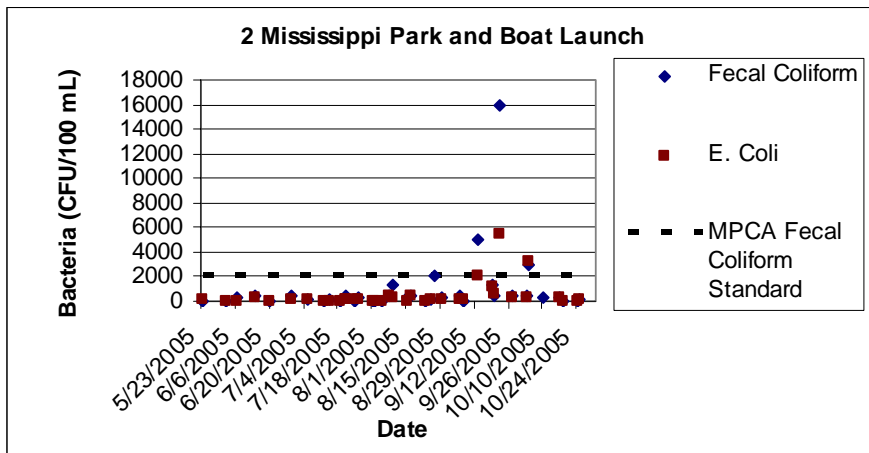 2 Mississippi Park and Boat Launch
Bacteria (CFU/100 mL)
18000
16000
14000
12000
10000
8000
6000
4000
2000
0
5/23/2005
6/6/2005
6/20/2005
7/4/2005
7/18/2005
8/1/2005
8/15/2005
8/29/2005
9/12/2005
9/26/2005
10/10/2005
10/24/2005
Date
Fecal Coliform
E. Coli
MPCA Fecal
Coliform
Standard